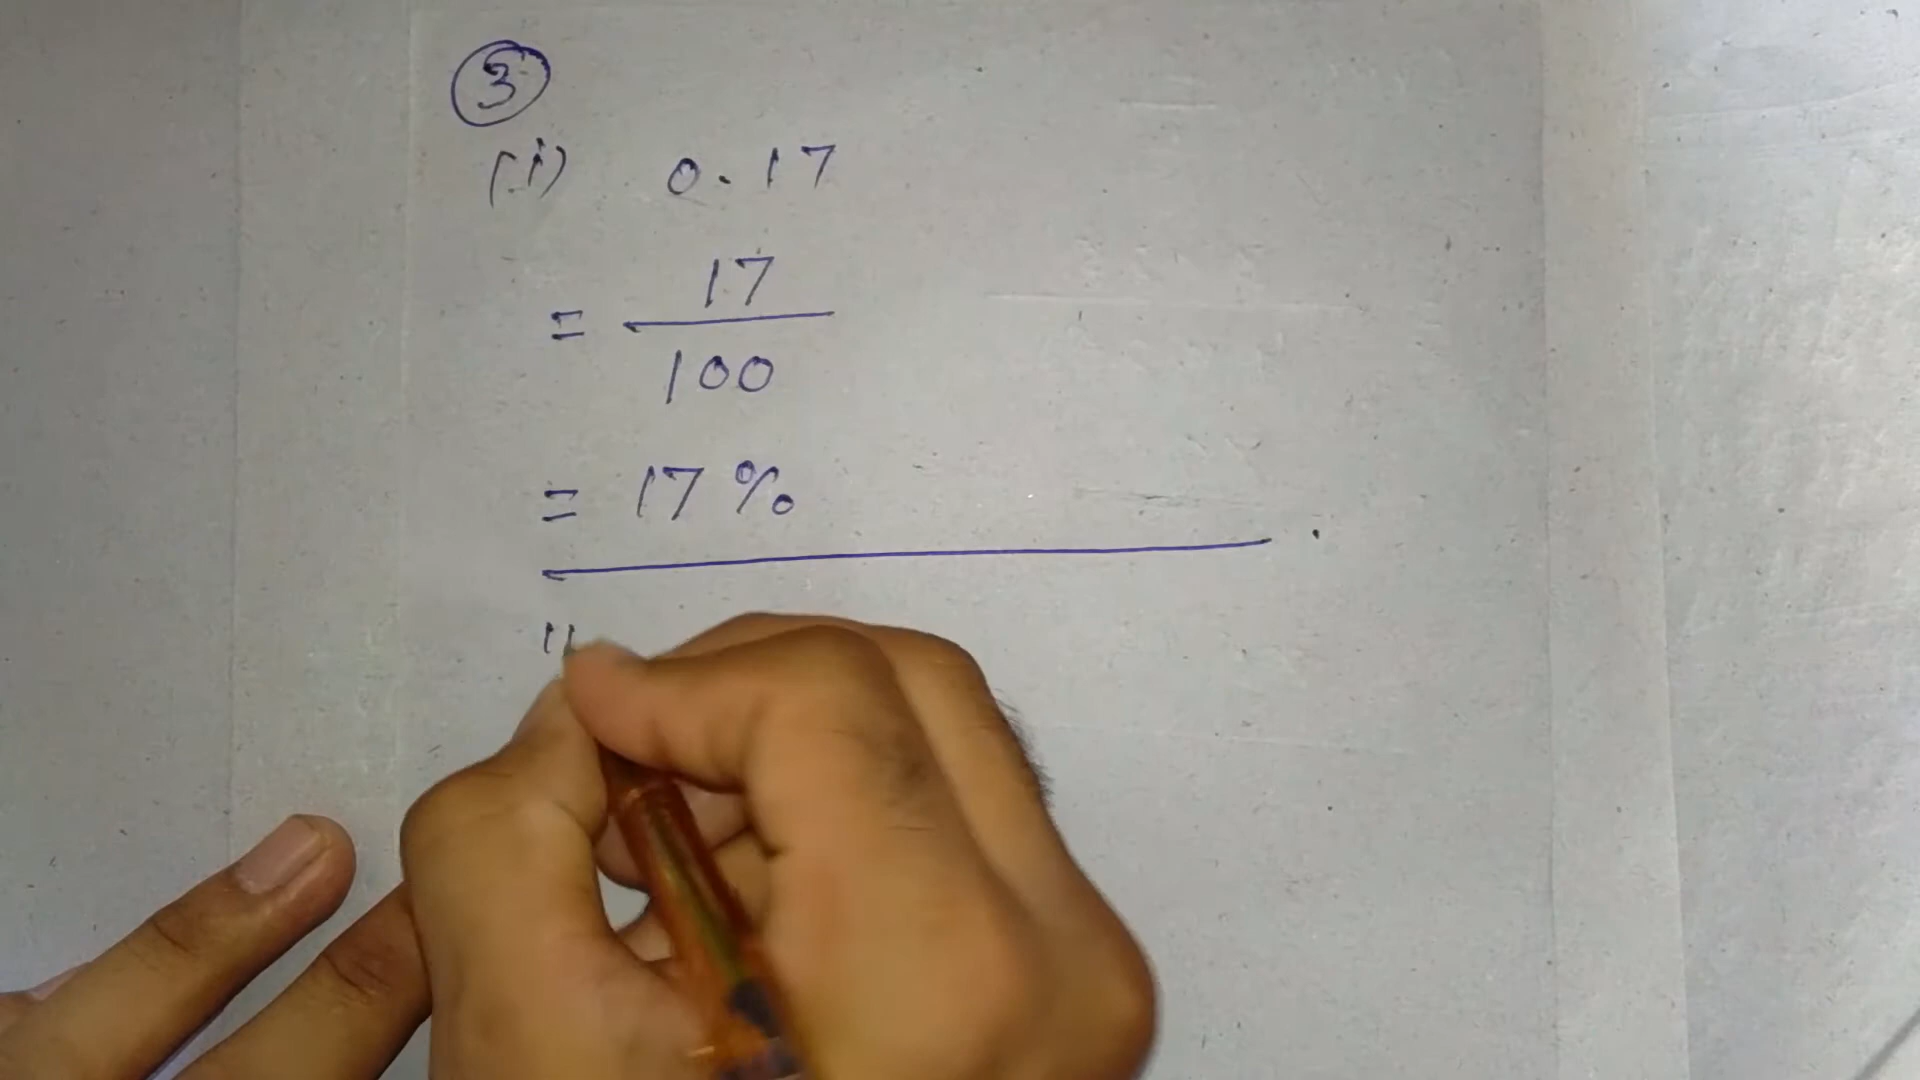 3
(i) 0.17
= 17
100
= 17 %